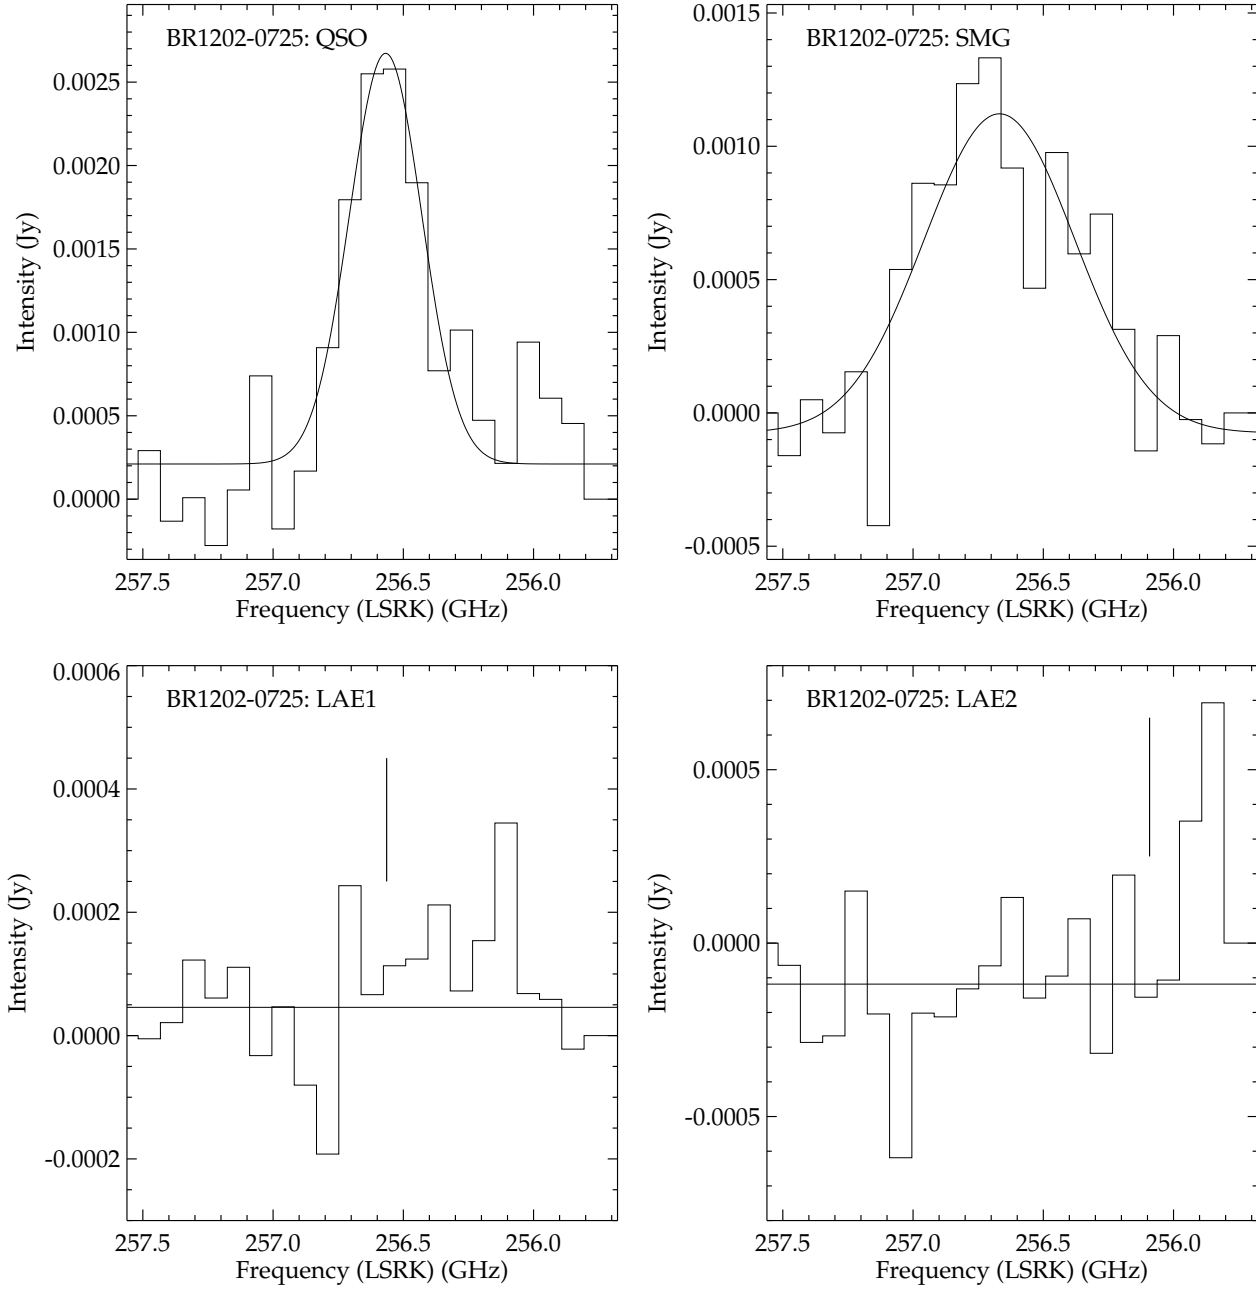 BR1202-0725: QSO
0.0025
0.0020
0.0015
0.0010
0.0005
0.0000
Intensity (Jy)
257.5 257.0 256.5 256.0
Frequency (LSRK) (GHz)
BR1202-0725: SMG
0.0015
0.0010
0.0005
0.0000
-0.0005
Intensity (Jy)
257.5 257.0 256.5 256.0
Frequency (LSRK) (GHz)
BR1202-0725: LAE1
0.0006
0.0004
0.0002
0.0000
-0.0002
Intensity (Jy)
257.5 257.0 256.5 256.0
Frequency (LSRK) (GHz)
BR1202-0725: LAE2
0.0005
0.0000
-0.0005
Intensity (Jy)
257.5 257.0 256.5 256.0
Frequency (LSRK) (GHz)